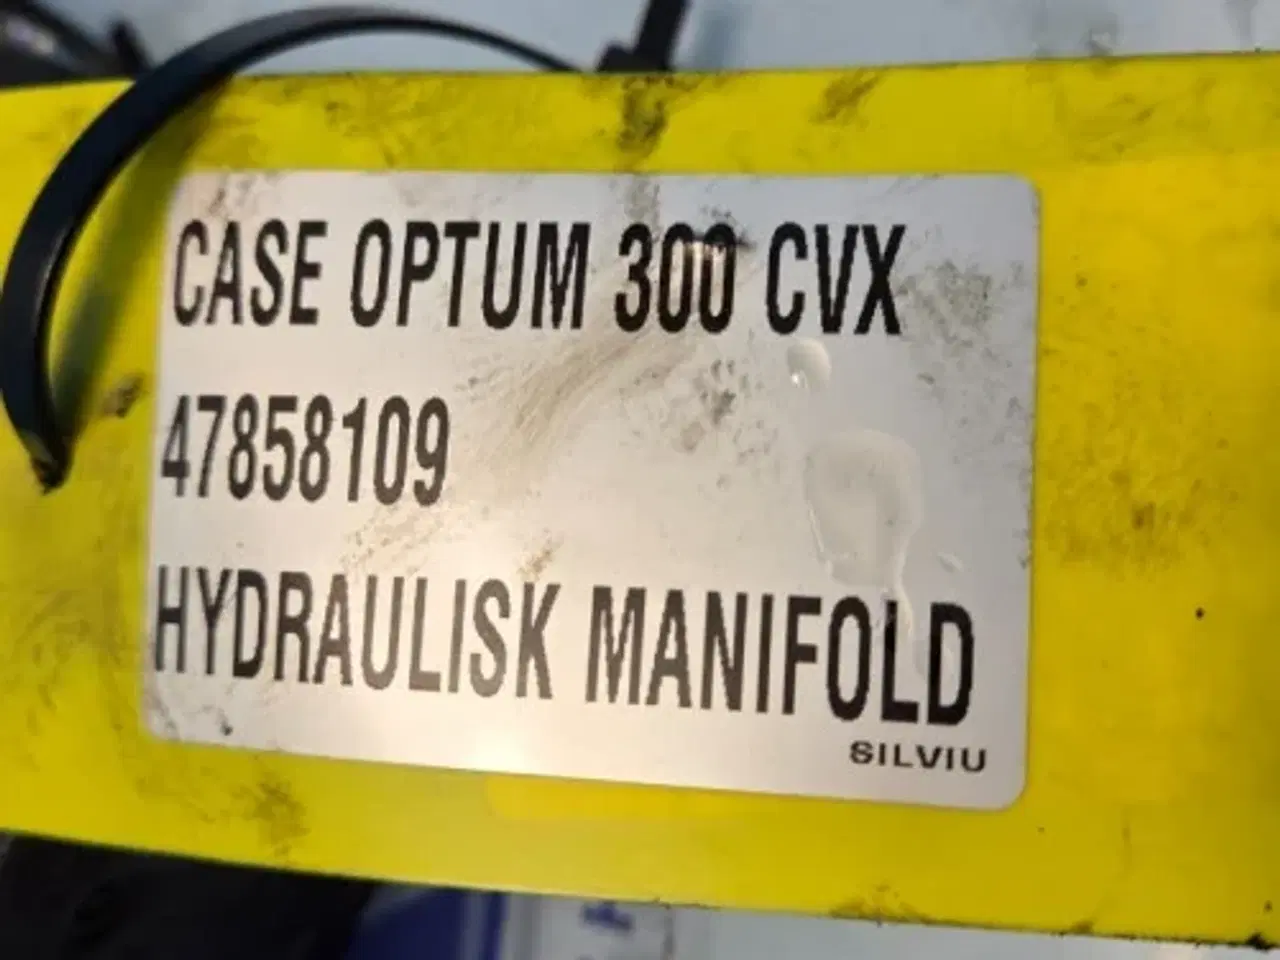 CASE OPTUM 300 CVX
47858109
HYDRAULISK MANIFOLD
SILVIU